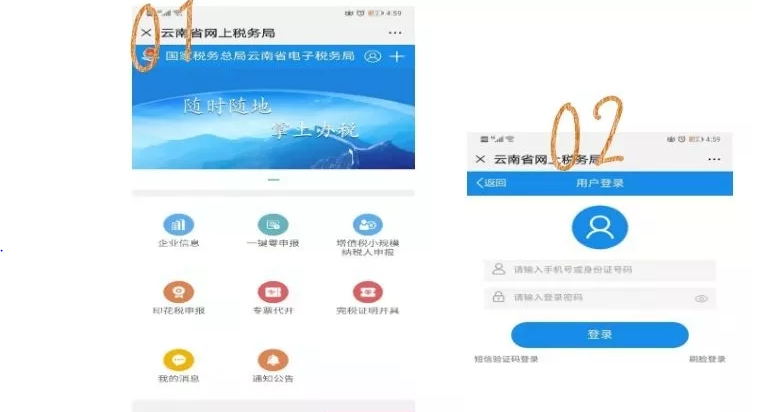 01
4:59
× 云南省网上税务局 ···
国家税务总局云南省电子税务局
随时随地
掌上办税
企业信息 一键零申报 增值税小规模
纳税人申报
印花税申报 专票代开 完税证明开具
我的消息 通知公告
02
4:59
× 云南省网上税务局 ···
返回 用户登录
请输入手机号或身份证号码
请输入登录密码
登录
短信验证码登录 刷脸登录